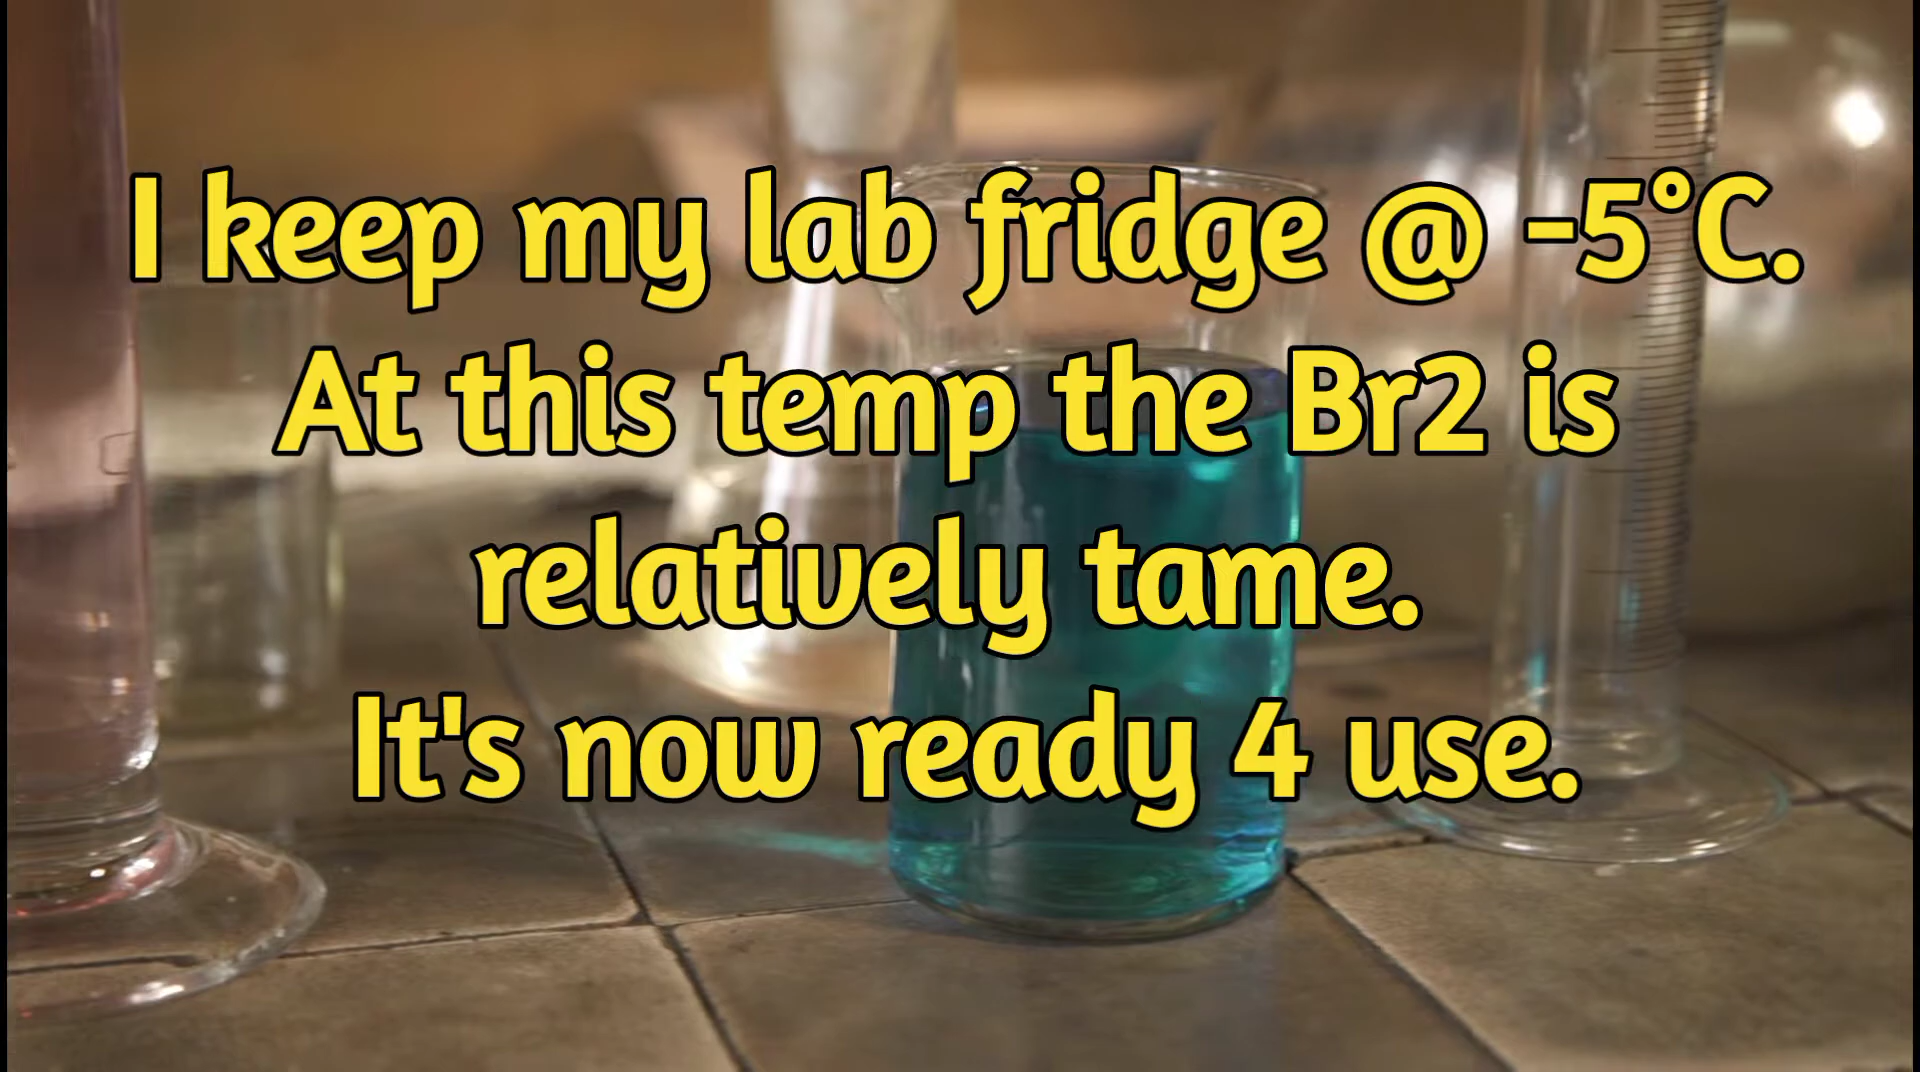 I keep my lab fridge @ -5°C.
At this temp the Br2 is
relatively tame.
It's now ready 4 use.